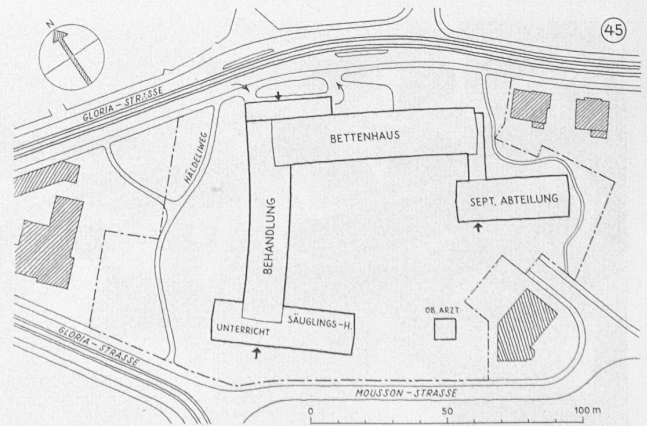 45
N
GLORIA-STRASSE
HÄLDELIWEG
BETTENHAUS
BEHANDLUNG
SEPT. ABTEILUNG
UNTERRICHT
SÄUGLINGS-H.
OB. ARZT
GLORIA-STRASSE
MOUSSON-STRASSE
0 50 100 m